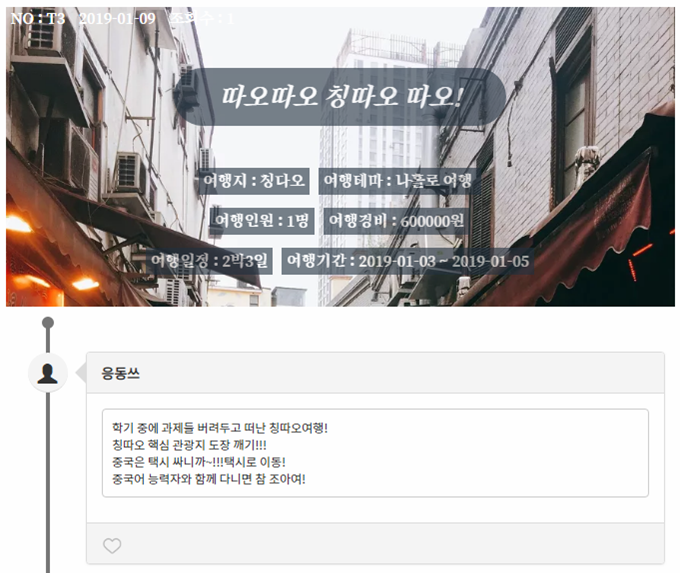 NO : T3 2019-01-09 조회수 : 1
따오따오 칭따오 따오!
여행지 : 칭다오 여행테마 : 나홀로 여행
여행인원 : 1명 여행경비 : 600000원
여행일정 : 2박3일 여행기간 : 2019-01-03 ~ 2019-01-05
응동쓰
학기 중에 과제들 버려두고 떠난 칭따오여행!
칭따오 핵심 관광지 도장 깨기!!!
중국은 택시 싸니까~!!!택시로 이동!
중국어 능력자와 함께 다니면 참 조아여!